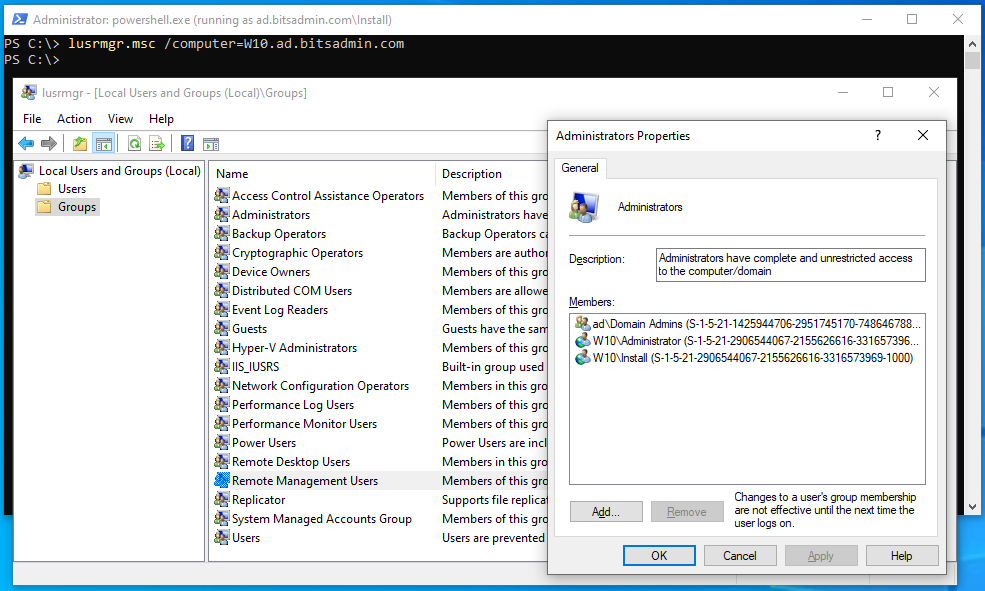 Administrator: powershell.exe (running as ad.bitsadmin.com\Install)
PS C:\> lusrmgr.msc /computer=W10.ad.bitsadmin.com
PS C:\>
lusrmgr - [Local Users and Groups (Local)\Groups]
File Action View Help
Local Users and Groups (Local)
Users
Groups
Name Description
Access Control Assistance Operators Members of this gro
Administrators Administrators have
Backup Operators Backup Operators ca
Cryptographic Operators Members are author
Device Owners Members of this gro
Distributed COM Users Members are allowe
Event Log Readers Members of this gro
Guests Guests have the sam
Hyper-V Administrators Members of this gro
IIS_IUSRS Built-in group used
Network Configuration Operators Members in this gro
Performance Log Users Members of this gro
Performance Monitor Users Members of this gro
Power Users Power Users are incl
Remote Desktop Users Members in this gro
Remote Management Users Members of this gro
Replicator Supports file replicat
System Managed Accounts Group Members of this gro
Users Users are prevented
Administrators Properties ?
General
Administrators
Description: Administrators have complete and unrestricted access
to the computer/domain
Members:
ad\Domain Admins (S-1-5-21-1425944706-2951745170-748646788...
W10\Administrator (S-1-5-21-2906544067-2155626616-331657396...
W10\Install (S-1-5-21-2906544067-2155626616-3316573969-1000)
Add... Remove
Changes to a user's group membership
are not effective until the next time the
user logs on.
OK Cancel Apply Help